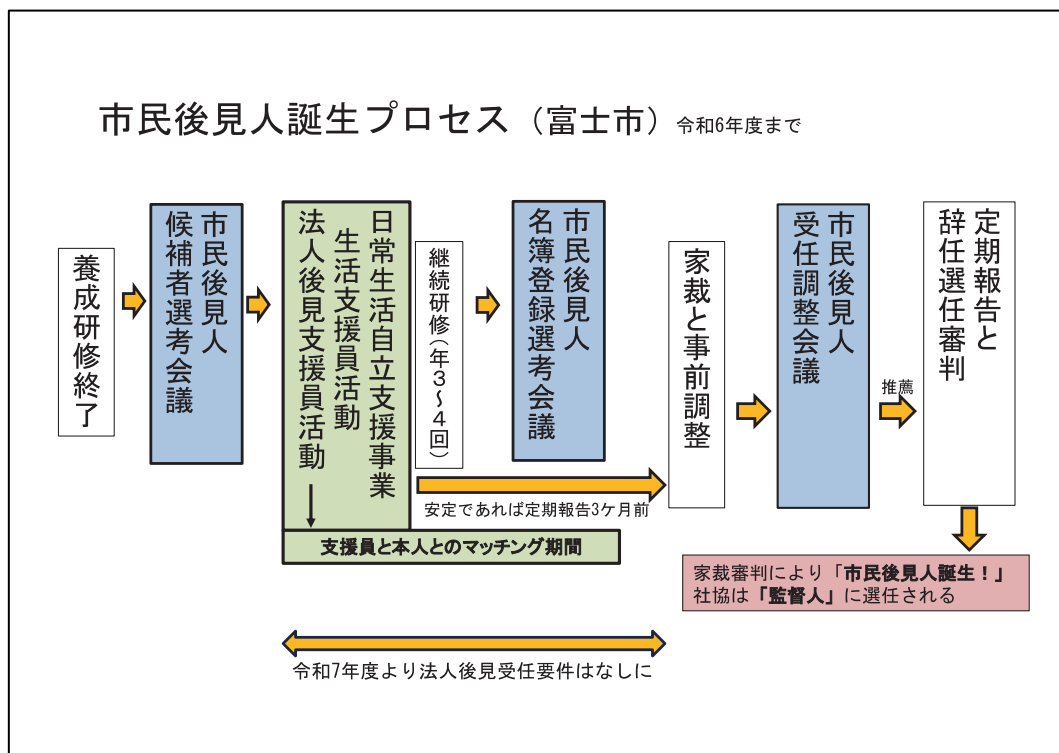 市民後見人誕生プロセス（富士市）令和6年度まで
養成研修終了
市民後見人
候補者選考会議
日常生活自立支援事業
生活支援員活動
法人後見支援員活動
継続研修（年３～４回）
市民後見人
名簿登録選考会議
家裁と事前調整
市民後見人
受任調整会議
推薦
定期報告と
辞任選任審判
安定であれば定期報告3ケ月前
支援員と本人とのマッチング期間
家裁審判により「市民後見人誕生！」
社協は「監督人」に選任される
令和7年度より法人後見受任要件はなしに